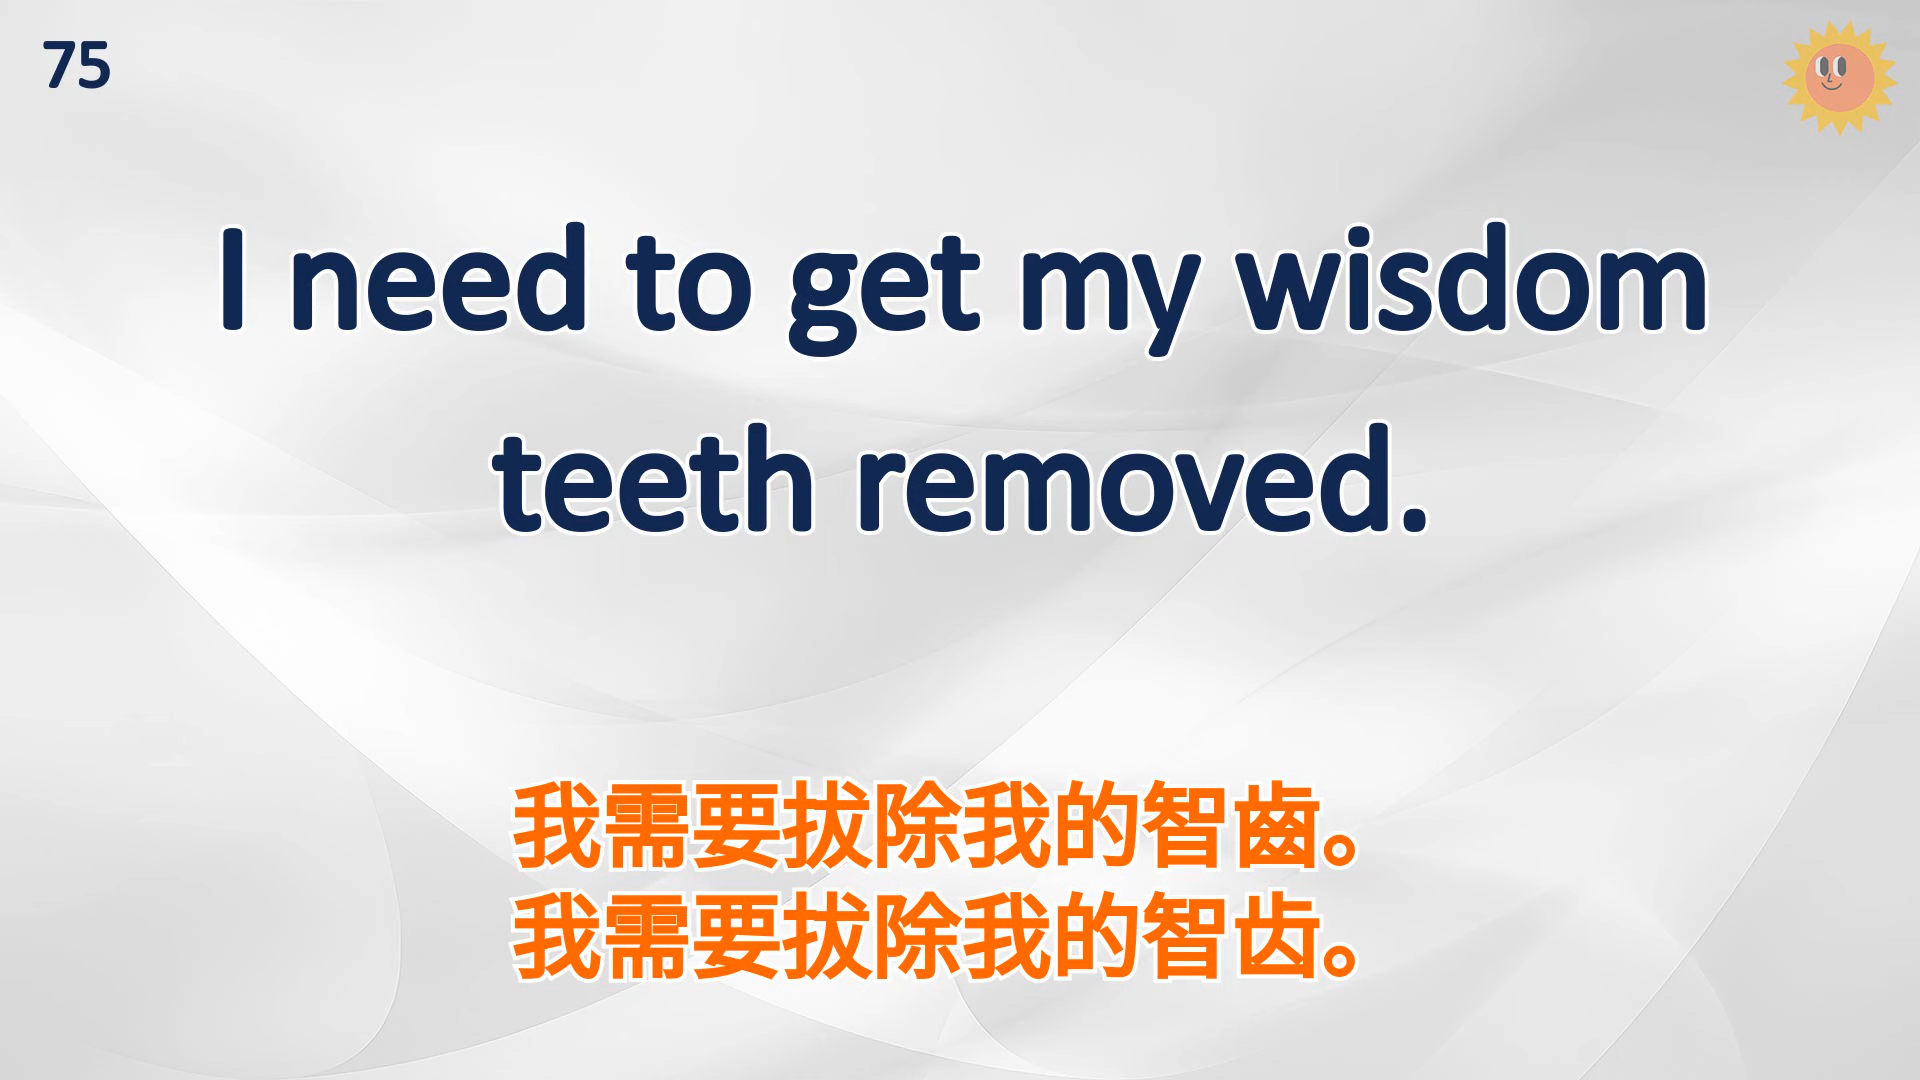 75
I need to get my wisdom
teeth removed.
我需要拔除我的智齒。
我需要拔除我的智齿。